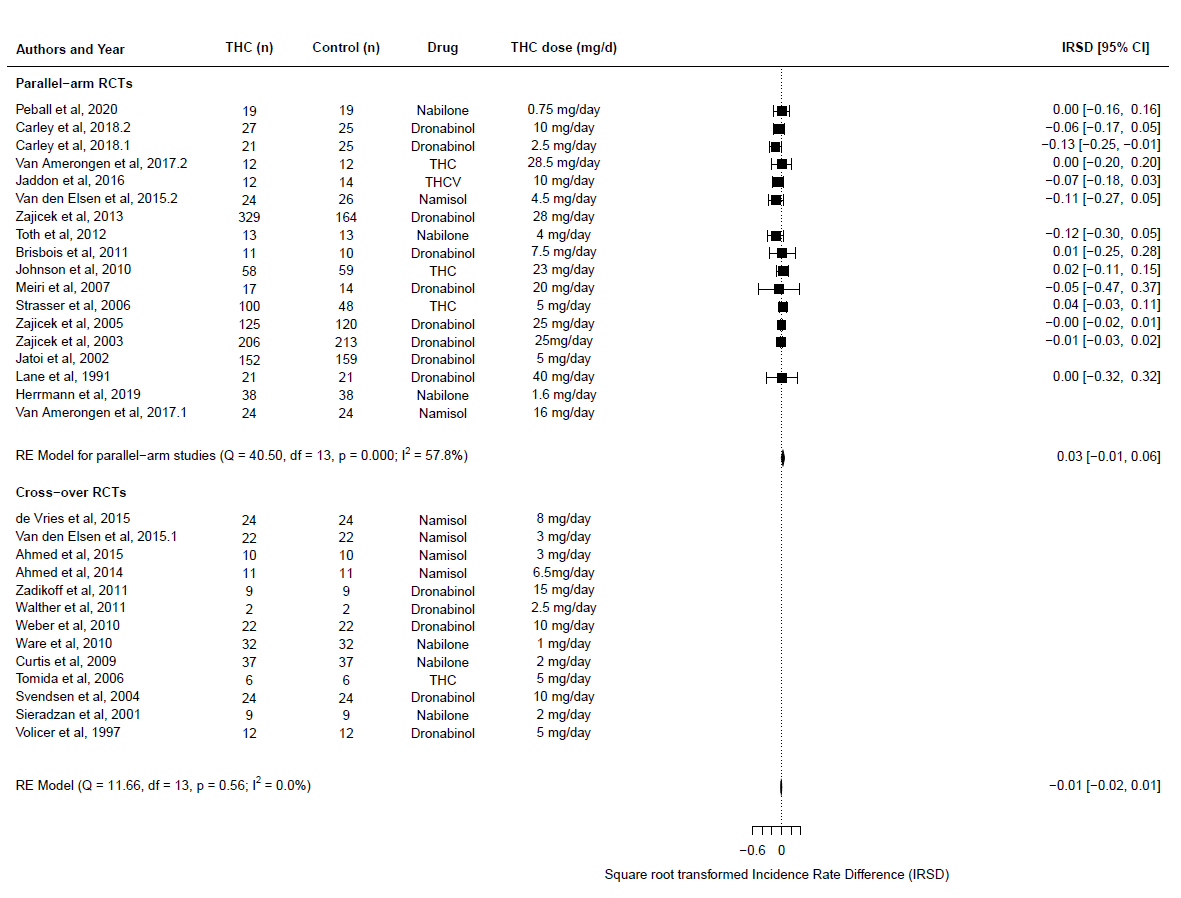 Authors and Year THC (n) Control (n) Drug THC dose (mg/d) IRSD [95% CI]
Parallel−arm RCTs
Peball et al, 2020 19 19 Nabilone 0.75 mg/day 0.00 [−0.16, 0.16]
Carley et al, 2018.2 27 25 Dronabinol 10 mg/day −0.06 [−0.17, 0.05]
Carley et al, 2018.1 21 25 Dronabinol 2.5 mg/day −0.13 [−0.25, −0.01]
Van Amerongen et al, 2017.2 12 12 THC 28.5 mg/day 0.00 [−0.20, 0.20]
Jaddon et al, 2016 12 14 THCV 10 mg/day −0.07 [−0.18, 0.03]
Van den Elsen et al, 2015.2 24 26 Namisol 4.5 mg/day −0.11 [−0.27, 0.05]
Zajicek et al, 2013 329 164 Dronabinol 28 mg/day
Toth et al, 2012 13 13 Nabilone 4 mg/day −0.12 [−0.30, 0.05]
Brisbois et al, 2011 11 10 Dronabinol 7.5 mg/day 0.01 [−0.25, 0.28]
Johnson et al, 2010 58 59 THC 23 mg/day 0.02 [−0.11, 0.15]
Meiri et al, 2007 17 14 Dronabinol 20 mg/day −0.05 [−0.47, 0.37]
Strasser et al, 2006 100 48 THC 5 mg/day 0.04 [−0.03, 0.11]
Zajicek et al, 2005 125 120 Dronabinol 25 mg/day −0.00 [−0.02, 0.01]
Zajicek et al, 2003 206 213 Dronabinol 25mg/day −0.01 [−0.03, 0.02]
Jatoi et al, 2002 152 159 Dronabinol 5 mg/day
Lane et al, 1991 21 21 Dronabinol 40 mg/day 0.00 [−0.32, 0.32]
Herrmann et al, 2019 38 38 Nabilone 1.6 mg/day
Van Amerongen et al, 2017.1 24 24 Namisol 16 mg/day
RE Model for parallel−arm studies (Q = 40.50, df = 13, p = 0.000; I² = 57.8%) 0.03 [−0.01, 0.06]
Cross−over RCTs
de Vries et al, 2015 24 24 Namisol 8 mg/day
Van den Elsen et al, 2015.1 22 22 Namisol 3 mg/day
Ahmed et al, 2015 10 10 Namisol 3 mg/day
Ahmed et al, 2014 11 11 Namisol 6.5mg/day
Zadikoff et al, 2011 9 9 Dronabinol 15 mg/day
Walther et al, 2011 2 2 Dronabinol 2.5 mg/day
Weber et al, 2010 22 22 Dronabinol 10 mg/day
Ware et al, 2010 32 32 Nabilone 1 mg/day
Curtis et al, 2009 37 37 Nabilone 2 mg/day
Tomida et al, 2006 6 6 THC 5 mg/day
Svendsen et al, 2004 24 24 Dronabinol 10 mg/day
Sieradzan et al, 2001 9 9 Nabilone 2 mg/day
Volicer et al, 1997 12 12 Dronabinol 5 mg/day
RE Model (Q = 11.66, df = 13, p = 0.56; I² = 0.0%) −0.01 [−0.02, 0.01]
−0.6 0
Square root transformed Incidence Rate Difference (IRSD)